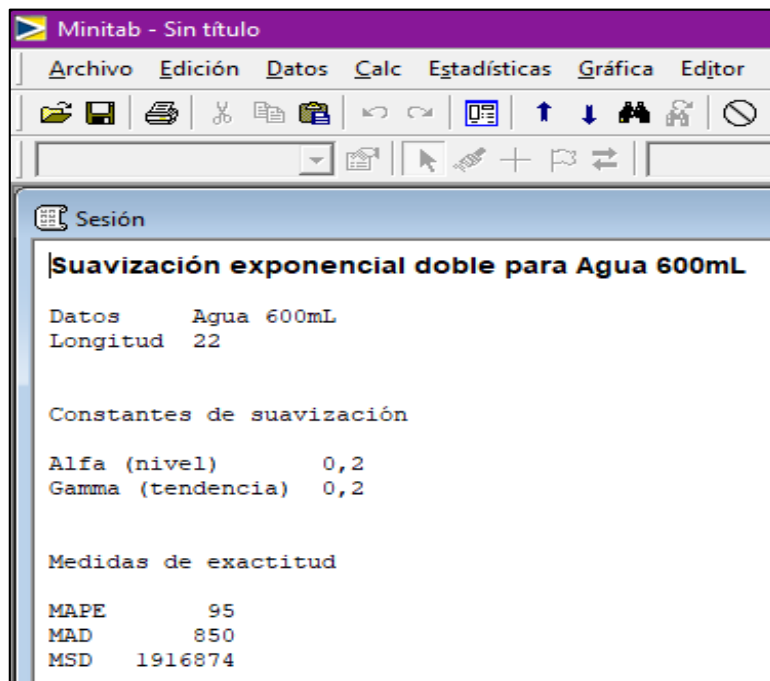 Minitab - Sin título
Archivo Edición Datos Calc Estadísticas Gráfica Editor
Sesión
Suavización exponencial doble para Agua 600mL
Datos Agua 600mL
Longitud 22
Constantes de suavización
Alfa (nivel) 0,2
Gamma (tendencia) 0,2
Medidas de exactitud
MAPE 95
MAD 850
MSD 1916874